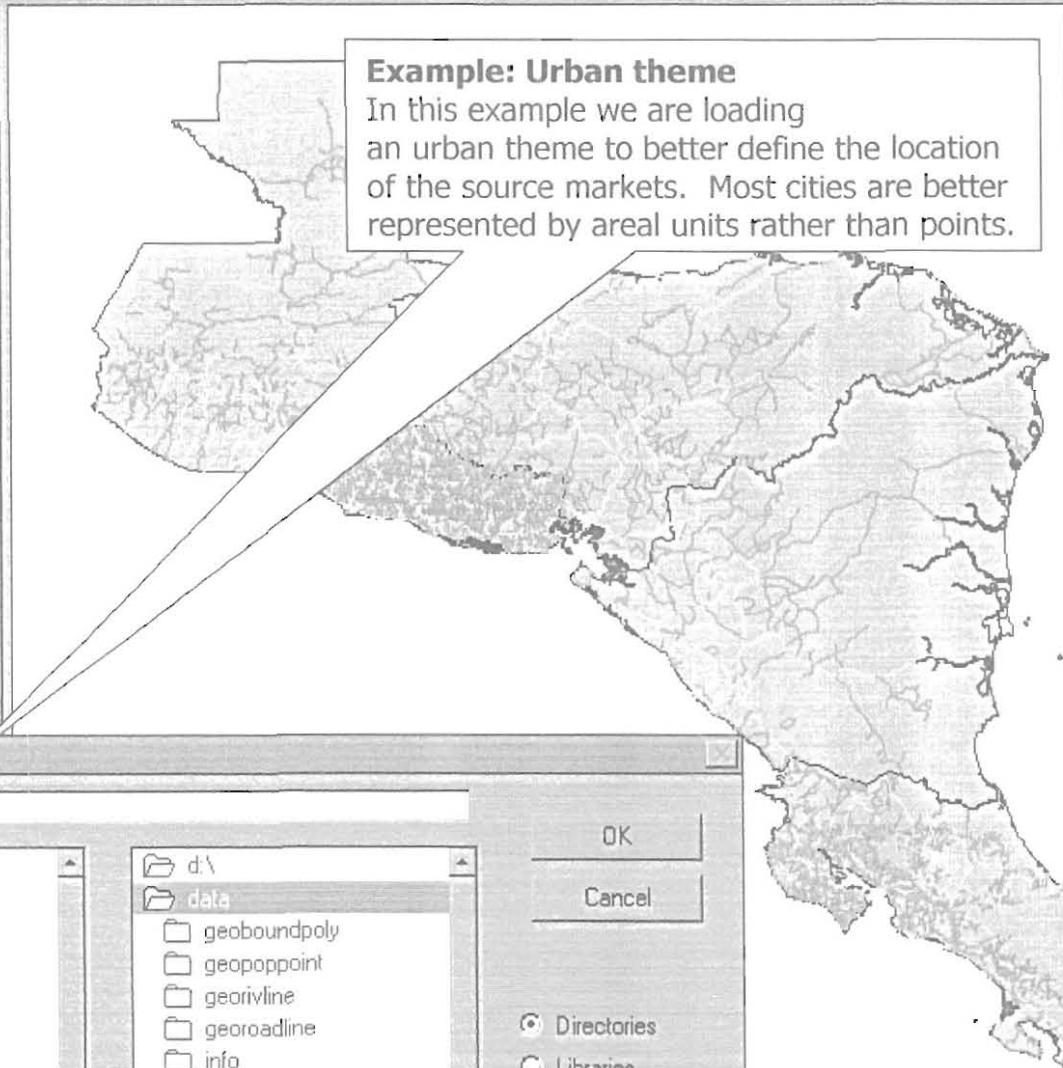 Example: Urban theme
In this example we are loading
an urban theme to better define the location
of the source markets. Most cities are better
represented by areal units rather than points.
OK
d:\
data
Cancel
geoboundpoly
geopoppoint
georivline
georoadline
Directories
info
Libraries